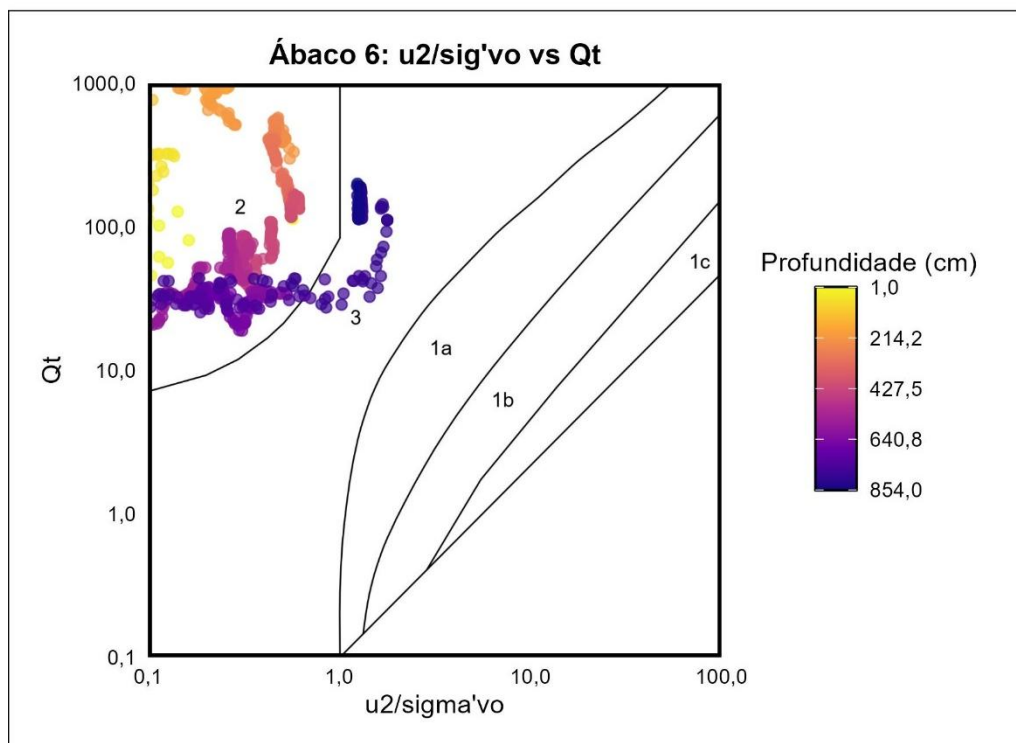 Ábaco 6: u2/sig'vo vs Qt
1000,0
100,0
10,0
1,0
0,1
Qt
2
3
1a
1b
1c
0,1
1,0
10,0
100,0
u2/sigma'vo
Profundidade (cm)
1,0
214,2
427,5
640,8
854,0